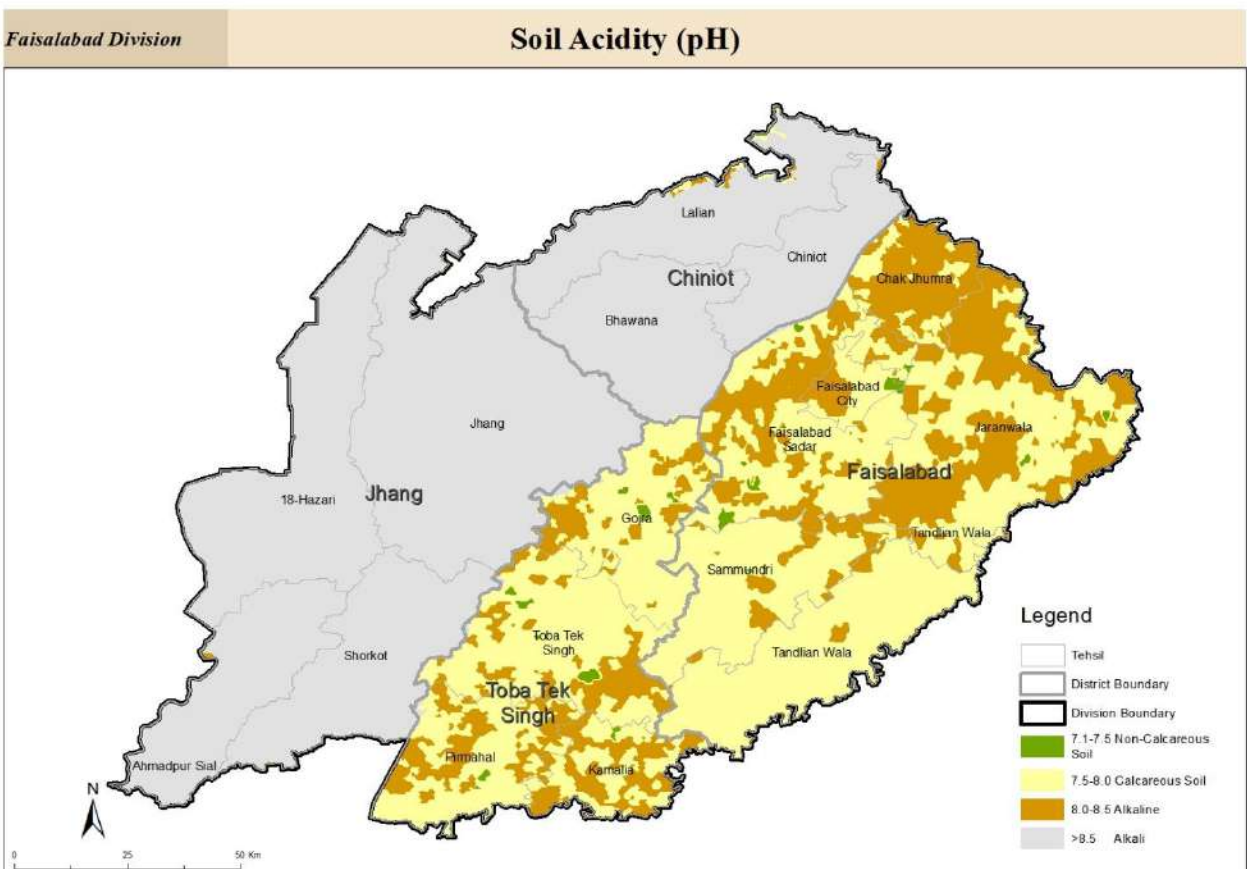 Faisalabad Division
Soil Acidity (pH)
Lalian
Chiniot
Chiniot
Bhawana
Chak Jhumra
Faisalabad
City
Jhang
Faisalabad
Sadar
Jaranwala
Faisalabad
18-Hazari
Jhang
Gojra
Tandlian Wala
Sammundri
Toba Tek
Singh
Tandlian Wala
Shorkot
Toba Tek
Singh
Pirmahal
Kamalia
Ahmadpur Sial
N
0 25 50 Km
Legend
Tehsil
District Boundary
Division Boundary
7.1-7.5 Non-Calcareous
Soil
7.5-8.0 Calcareous Soil
8.0-8.5 Alkaline
>8.5 Alkali